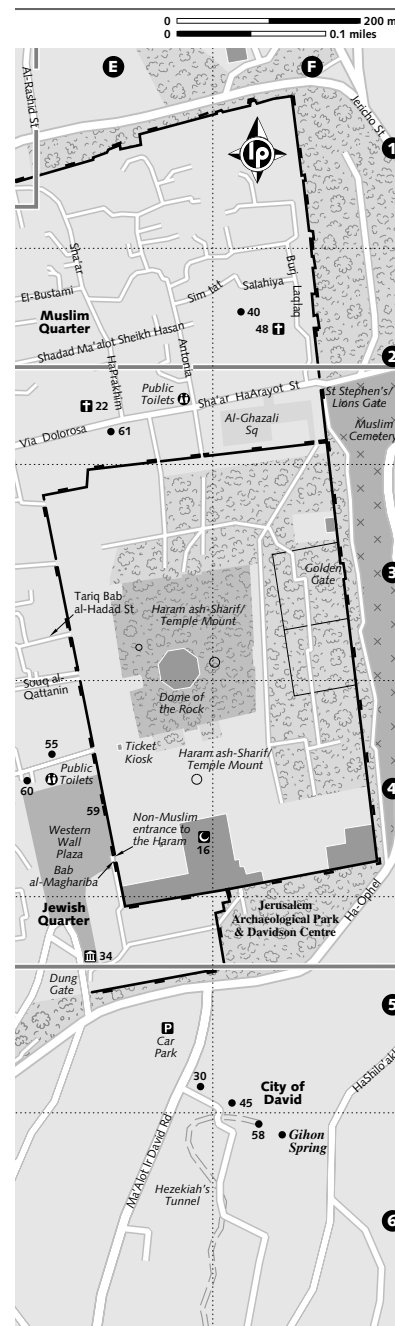 0 200 m
0 0.1 miles
E
F
Al-Rashid St
Jericho St
1
lp
Sha'ar
HaPrakhim
El-Bustami
Sim tat
Salahiya
Burj
Laqlaq
40
Muslim
Quarter
48
Shadad Ma'alot Sheikh Hasan
Antonia
2
Public
Toilets
Sha'ar HaArayot St
St Stephen's/
Lions Gate
22
Al-Ghazali
Sq
Muslim
Cemetery
Via Dolorosa
61
3
Golden
Gate
Tariq Bab
al-Hadad St
Haram ash-Sharif/
Temple Mount
Souq al-
Qattanin
Dome of
the Rock
55
Ticket
Kiosk
Haram ash-Sharif/
Temple Mount
Public
Toilets
60
4
59
Non-Muslim
entrance to
the Haram
Western
Wall
Plaza
16
Bab
al-Maghariba
Jewish
Quarter
Jerusalem
Archaeological Park
& Davidson Centre
Ha-Ophel
34
Dung
Gate
5
P
Car
Park
30
City of
David
45
HaShilo'akh
58
Gihon
Spring
Ma'Alot Ir David Rd
Hezekiah's
Tunnel
6